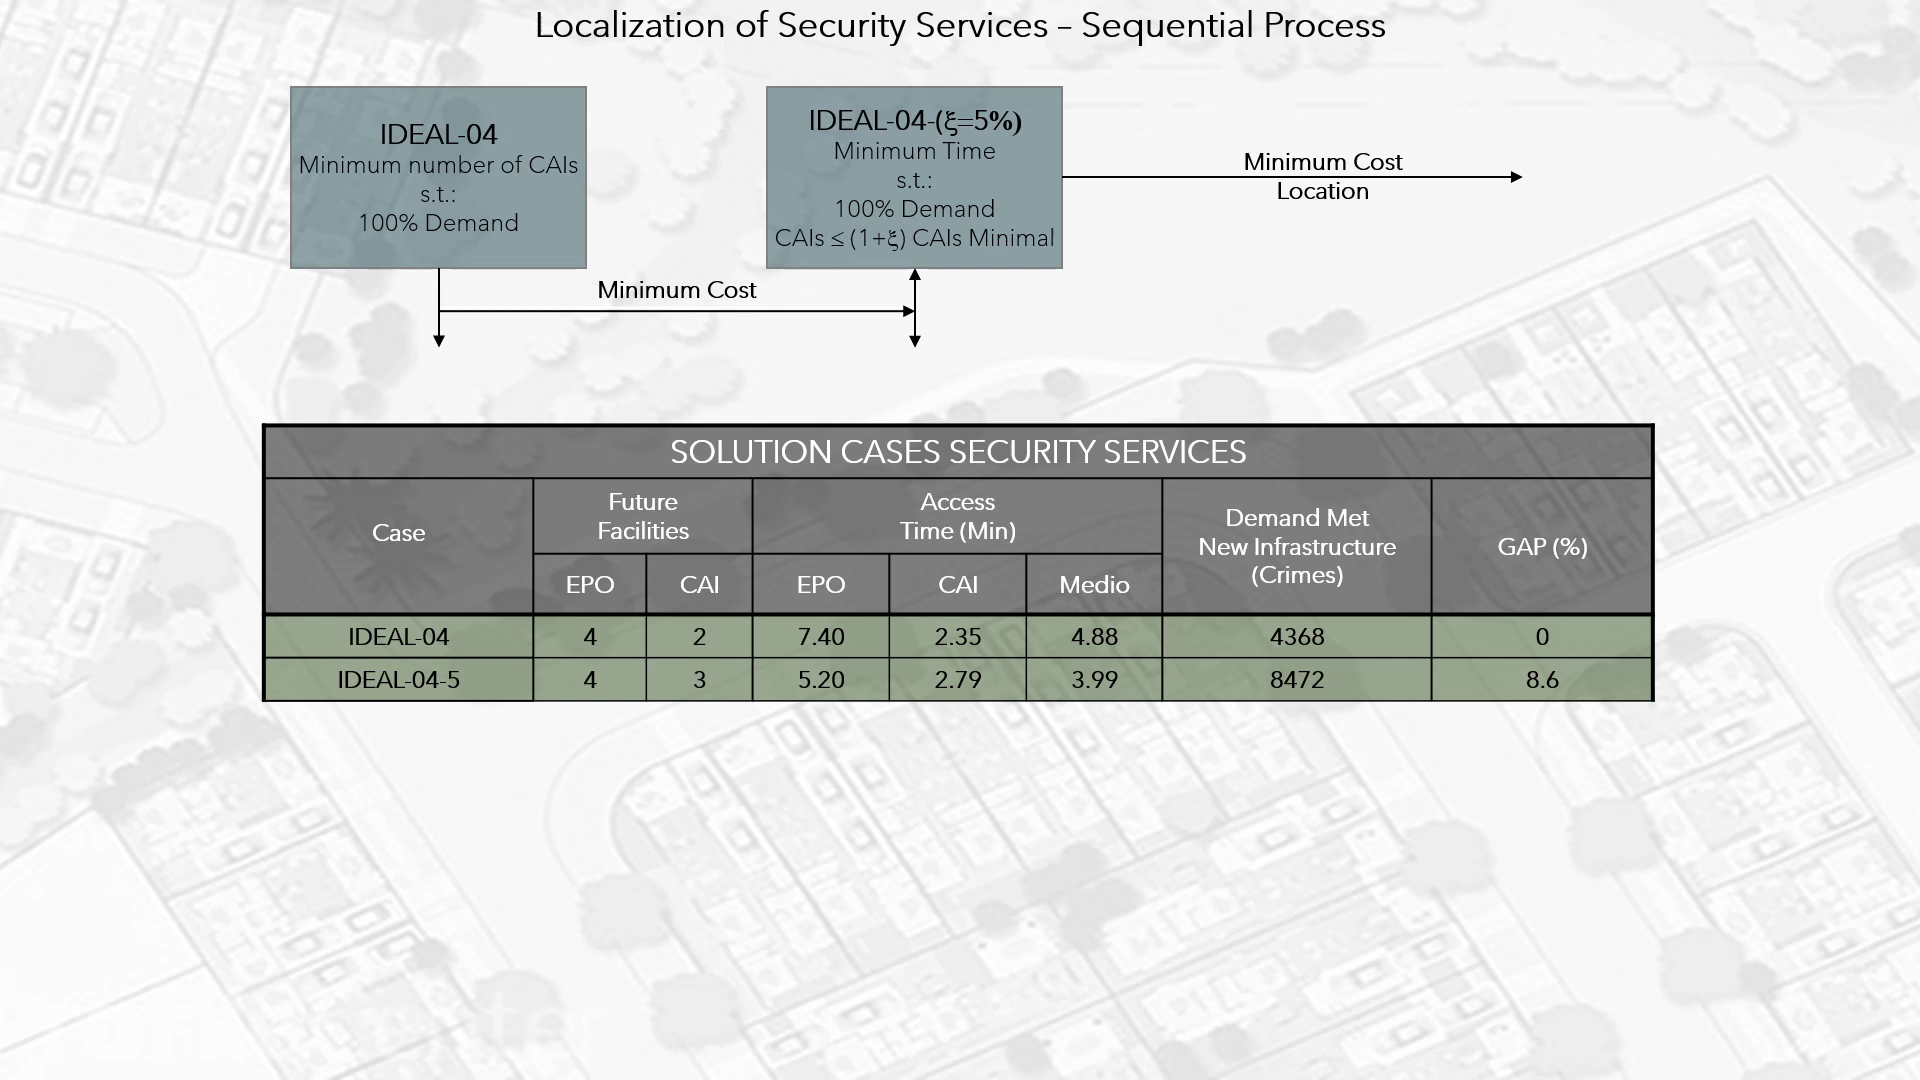 Localization of Security Services – Sequential Process
IDEAL-04
Minimum number of CAIs
s.t.:
100% Demand
IDEAL-04-(ξ=5%)
Minimum Time
s.t.:
100% Demand
CAIs ≤ (1+ξ) CAIs Minimal
Minimum Cost
Location
Minimum Cost
SOLUTION CASES SECURITY SERVICES
Case
Future
Facilities
Access
Time (Min)
Demand Met
New Infrastructure
(Crimes)
GAP (%)
EPO CAI EPO CAI Medio
IDEAL-04 4 2 7.40 2.35 4.88 4368 0
IDEAL-04-5 4 3 5.20 2.79 3.99 8472 8.6